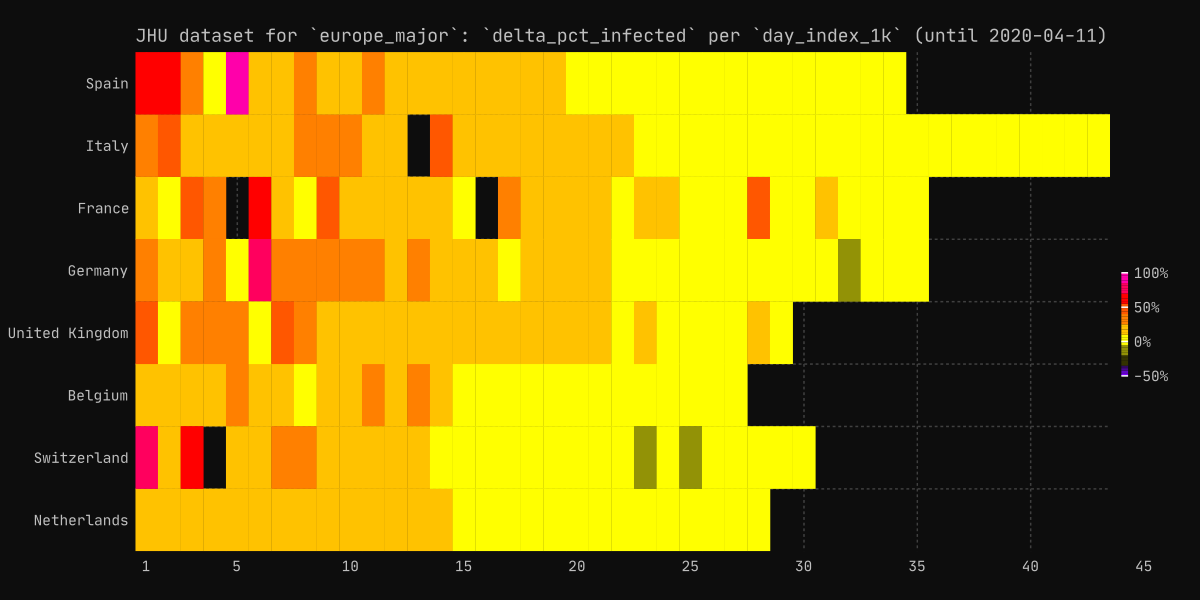 JHU dataset for `europe_major`: `delta_pct_infected` per `day_index_1k` (until 2020-04-11)
Spain
Italy
France
Germany
United Kingdom
Belgium
Switzerland
Netherlands
100%
50%
0%
-50%
1 5 10 15 20 25 30 35 40 45